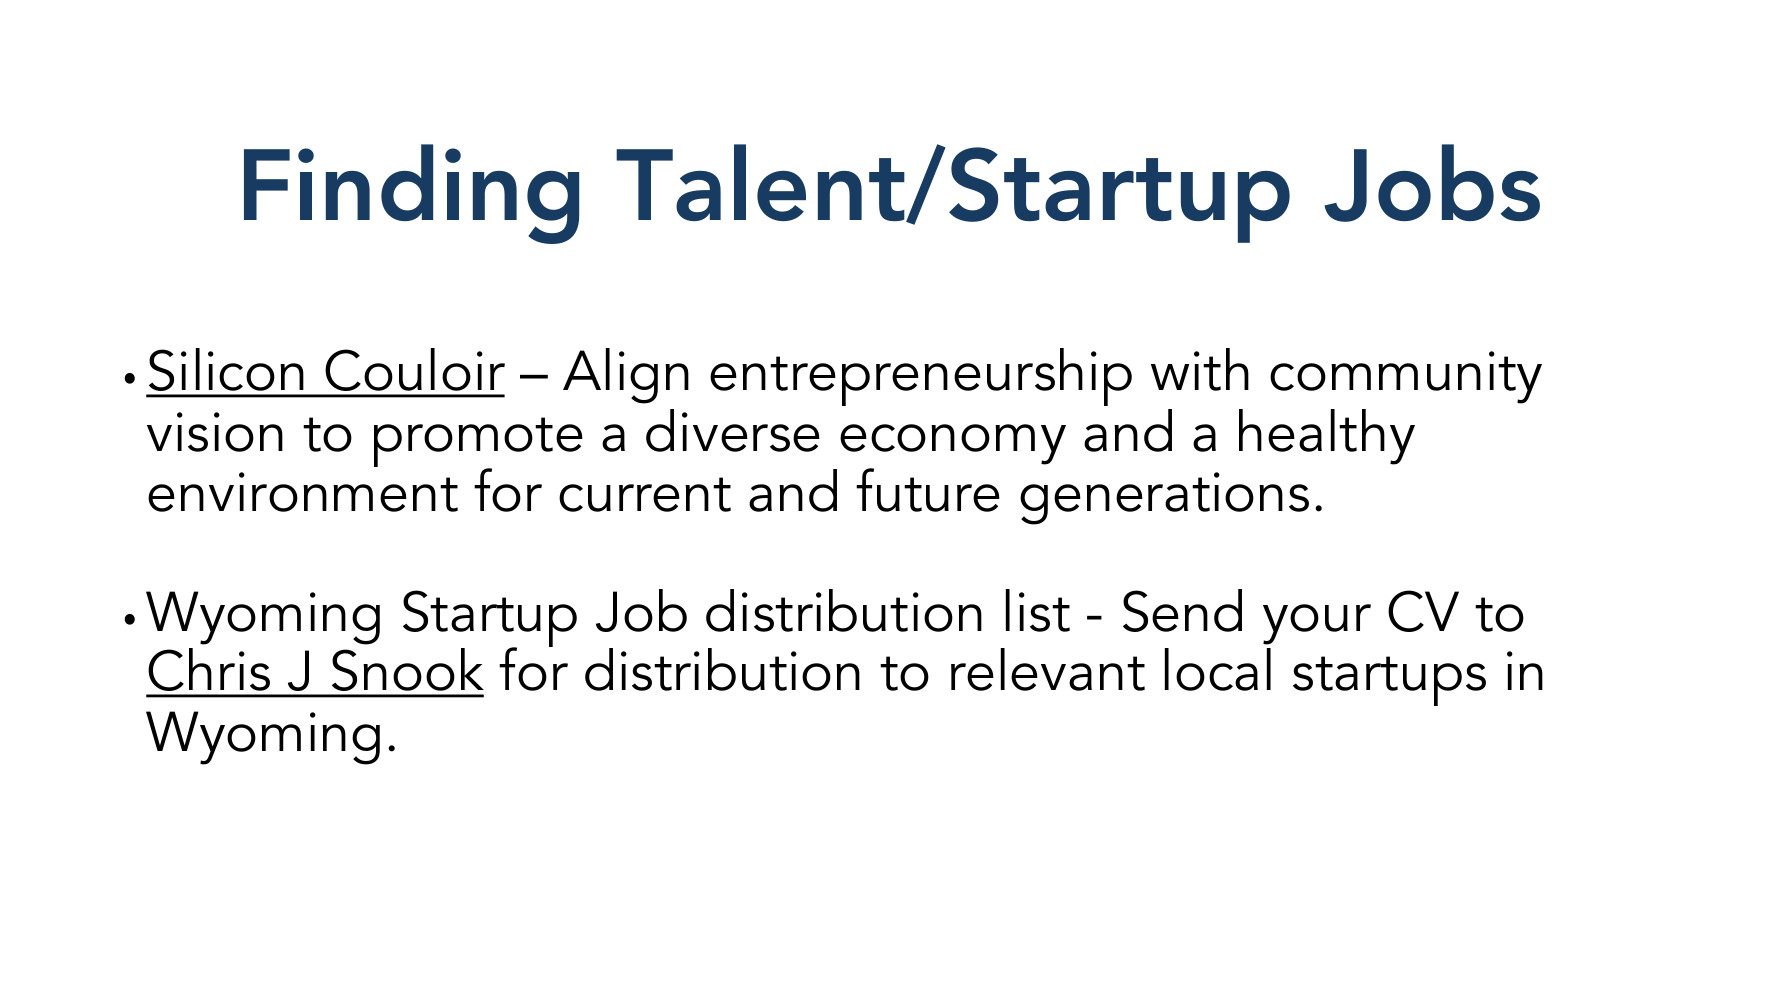 Finding Talent/Startup Jobs
• Silicon Couloir – Align entrepreneurship with community
vision to promote a diverse economy and a healthy
environment for current and future generations.
• Wyoming Startup Job distribution list - Send your CV to
Chris J Snook for distribution to relevant local startups in
Wyoming.